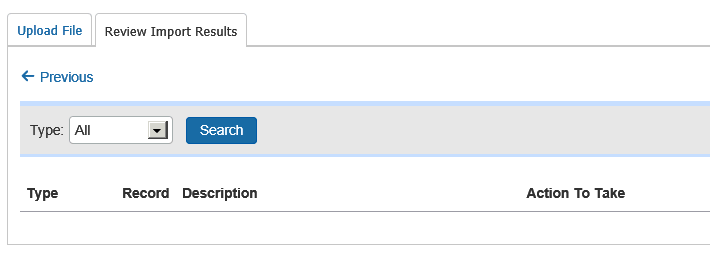 Upload File Review Import Results
Previous
Type: All Search
Type Record Description Action To Take